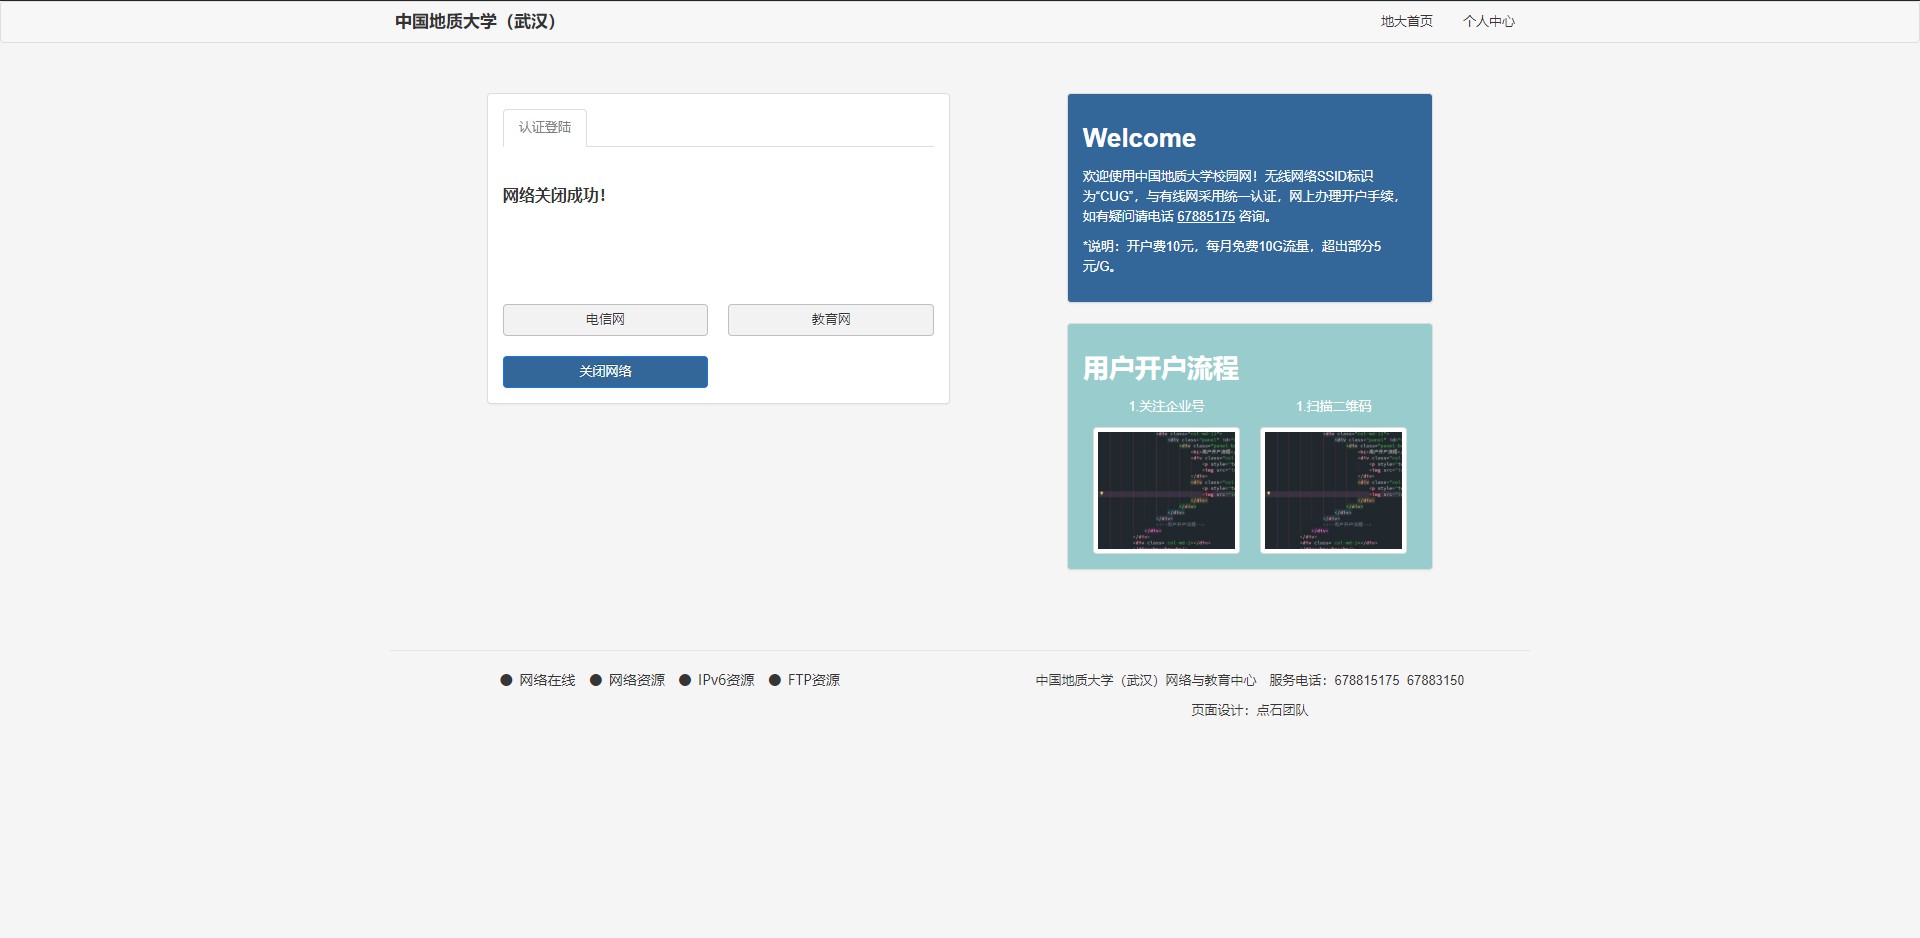 中国地质大学（武汉）
地大首页 个人中心
认证登陆
网络关闭成功！
电信网 教育网
关闭网络
Welcome
欢迎使用中国地质大学校园网！无线网络SSID标识
为“CUG”，与有线网采用统一认证，网上办理开户手续，
如有疑问请电话 67885175 咨询。
*说明：开户费10元，每月免费10G流量，超出部分5
元/G。
用户开户流程
1.关注企业号 1.扫描二维码
● 网络在线 ● 网络资源 ● IPv6资源 ● FTP资源
中国地质大学（武汉）网络与教育中心 服务电话：678815175 67883150
页面设计：点石团队